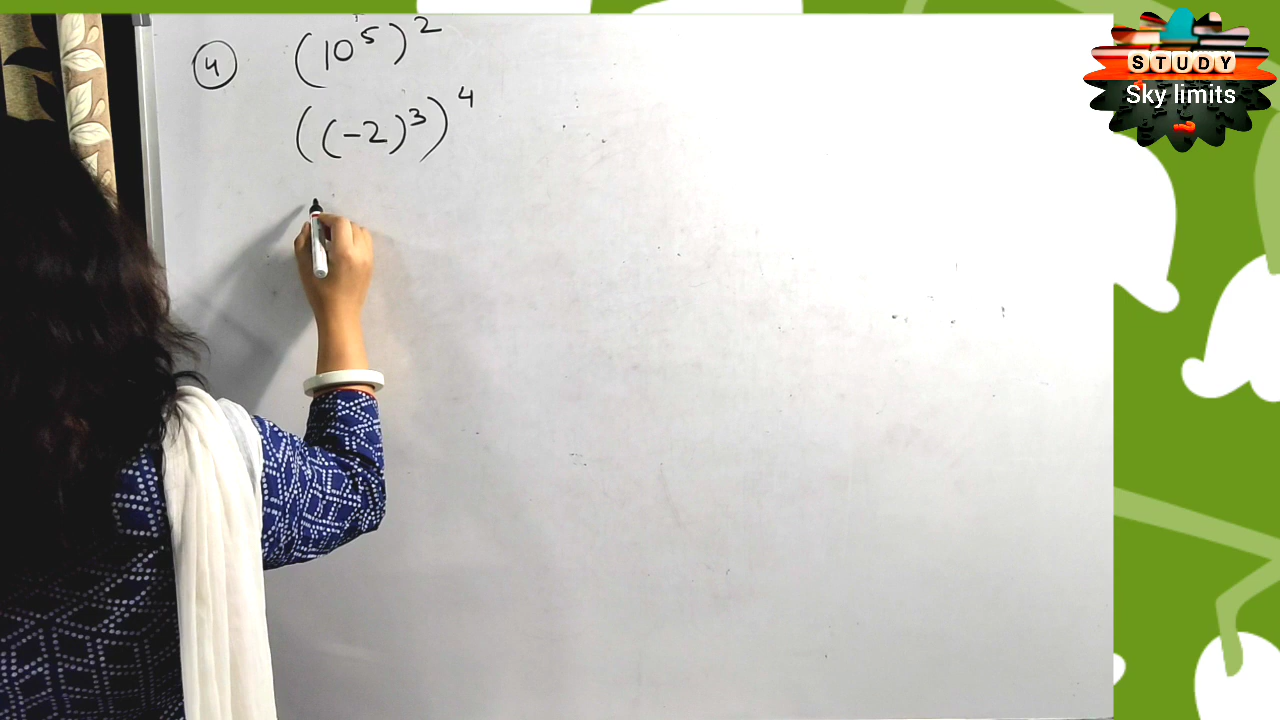 ④ (10⁵)²
((-2)³)⁴
STUDY
Sky limits